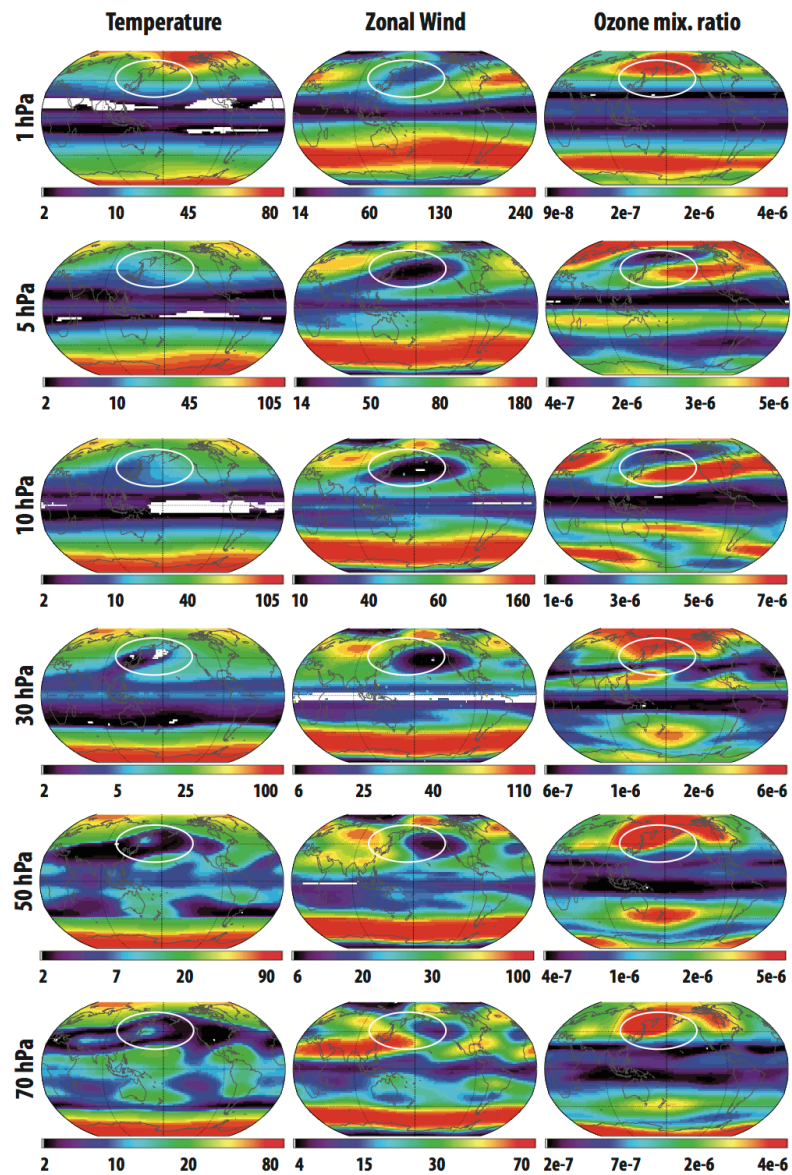 Temperature Zonal Wind Ozone mix. ratio
1 hPa
2 10 45 80 14 60 130 240 9e-8 2e-7 2e-6 4e-6
5 hPa
2 10 45 105 14 50 80 180 4e-7 2e-6 3e-6 5e-6
10 hPa
2 10 40 105 10 40 60 160 1e-6 3e-6 5e-6 7e-6
30 hPa
2 5 25 100 6 25 40 110 6e-7 1e-6 2e-6 6e-6
50 hPa
2 7 20 90 6 20 30 100 4e-7 1e-6 2e-6 5e-6
70 hPa
2 10 20 80 4 15 30 70 2e-7 7e-7 2e-6 4e-6